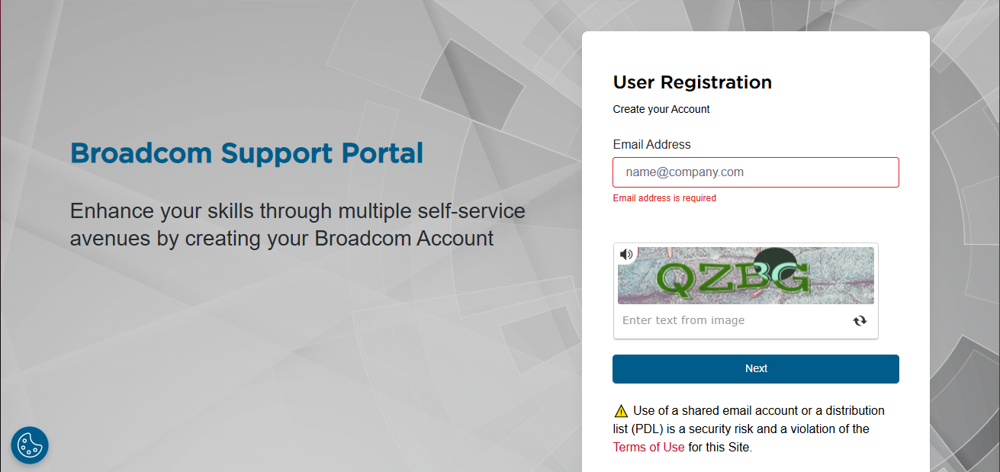 Broadcom Support Portal
Enhance your skills through multiple self-service
avenues by creating your Broadcom Account
User Registration
Create your Account
Email Address
name@company.com
Email address is required
QZBG
Enter text from image
Next
Use of a shared email account or a distribution
list (PDL) is a security risk and a violation of the
Terms of Use for this Site.